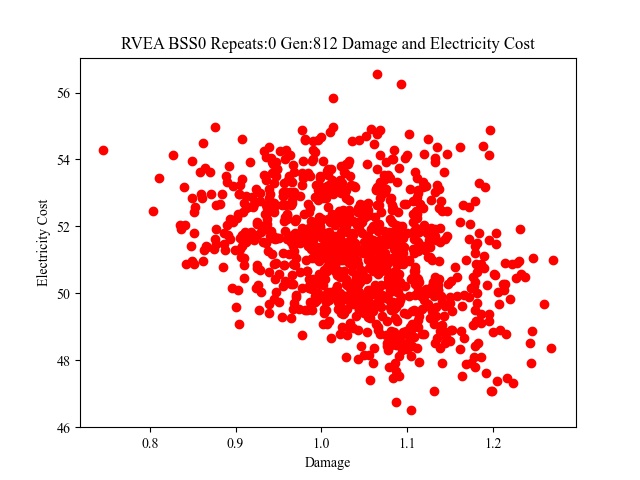 RVEA BSS0 Repeats:0 Gen:812 Damage and Electricity Cost
56
54
52
50
48
46
Electricity Cost
0.8 0.9 1.0 1.1 1.2
Damage